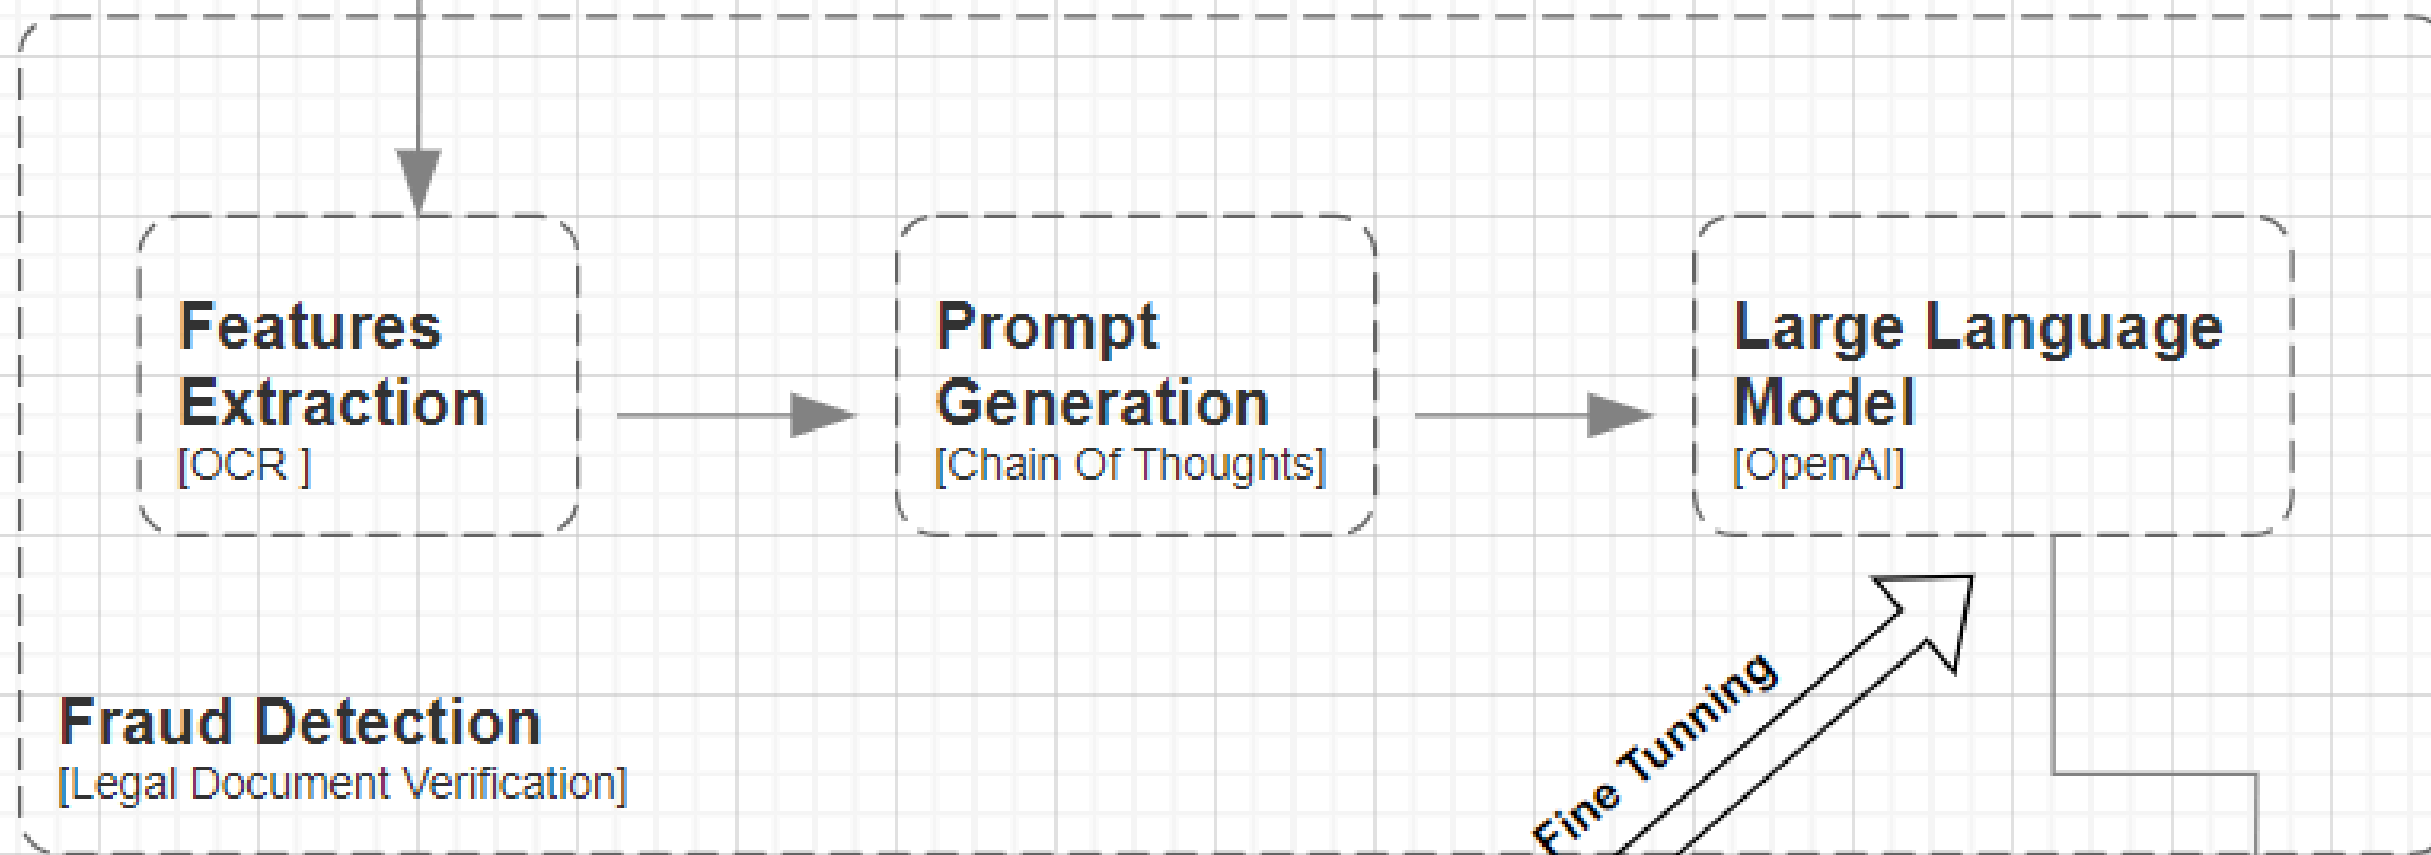 Features
Extraction
[OCR ]
Prompt
Generation
[Chain Of Thoughts]
Large Language
Model
[OpenAI]
Fine Tunning
Fraud Detection
[Legal Document Verification]